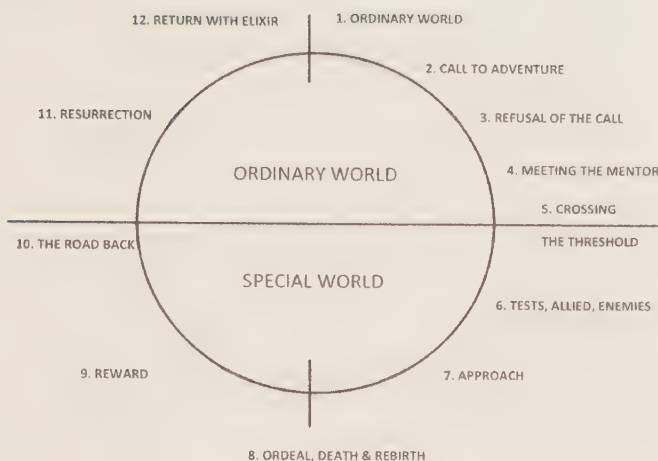 12. RETURN WITH ELIXIR
1. ORDINARY WORLD
2. CALL TO ADVENTURE
11. RESURRECTION
3. REFUSAL OF THE CALL
ORDINARY WORLD
4. MEETING THE MENTOR
5. CROSSING
THE THRESHOLD
10. THE ROAD BACK
SPECIAL WORLD
6. TESTS, ALLIED, ENEMIES
9. REWARD
7. APPROACH
8. ORDEAL, DEATH & REBIRTH